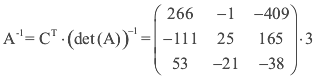 A⁻¹ = Cᵀ · (det(A))⁻¹ = ( 266 -1 -409
-111 25 165
53 -21 -38 ) · 3